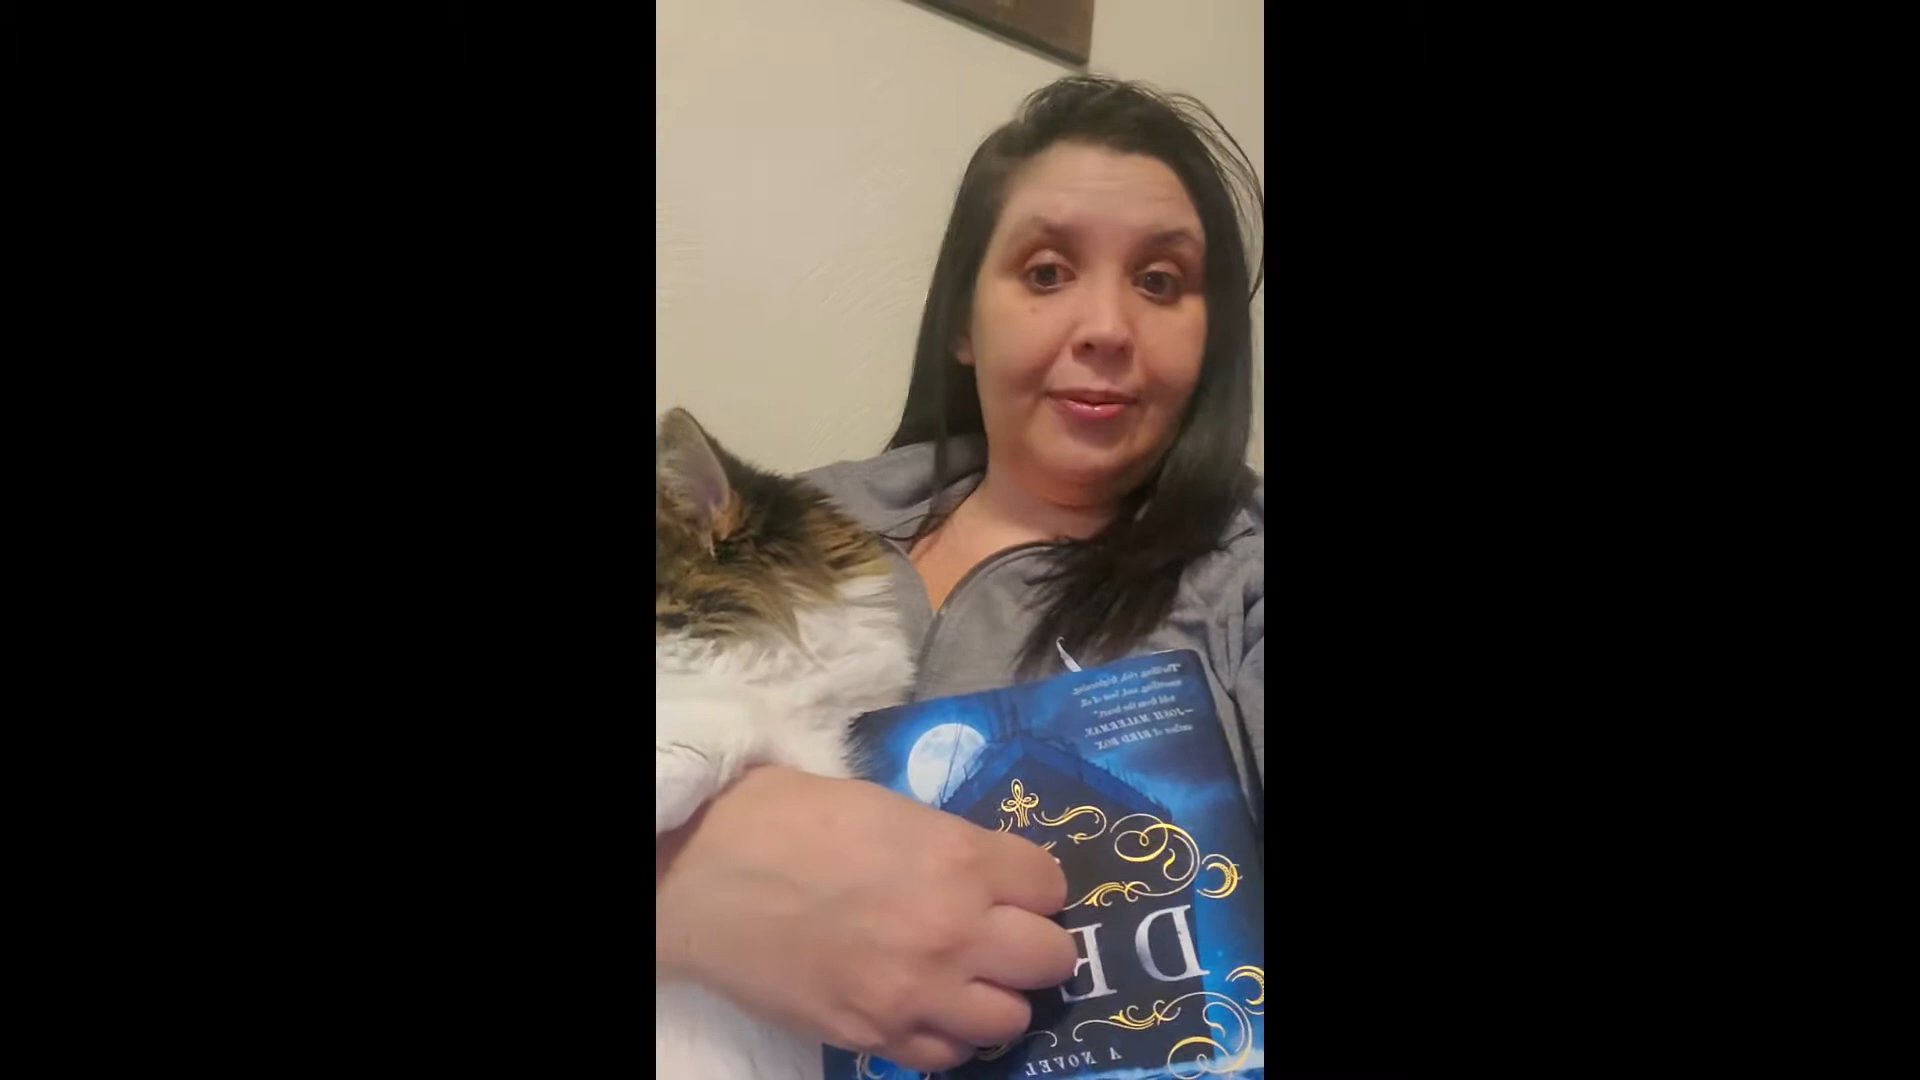 "Thrilling, rich, frightening,
unsettling, and, best of all,
told from the heart."
—JOSH MALERMAN,
author of BIRD BOX
DE
A NOVEL